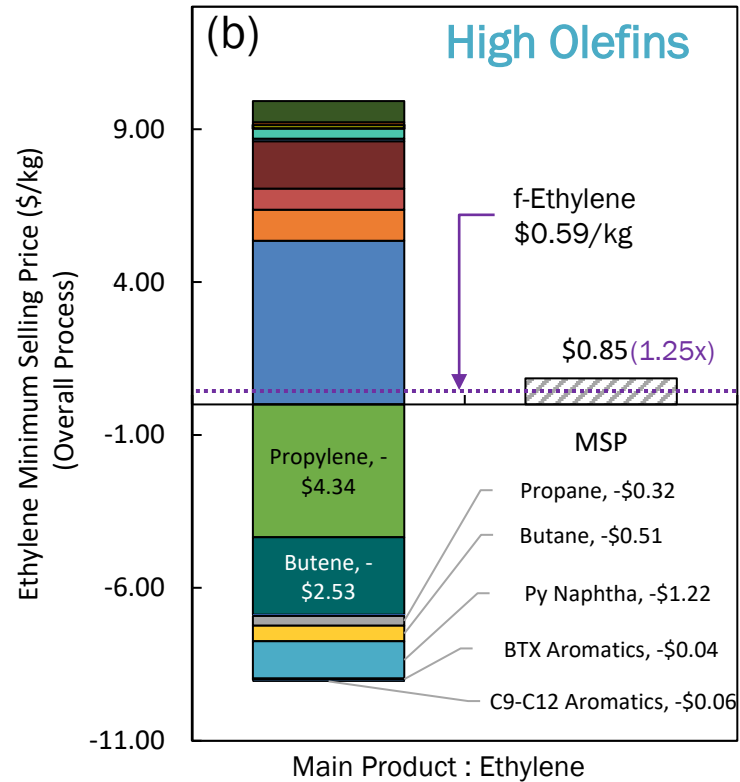 (b)
High Olefins
Ethylene Minimum Selling Price ($/kg)
(Overall Process)
9.00
4.00
-1.00
-6.00
-11.00
f-Ethylene
$0.59/kg
$0.85(1.25x)
MSP
Propylene, -
$4.34
Butene, -
$2.53
Propane, -$0.32
Butane, -$0.51
Py Naphtha, -$1.22
BTX Aromatics, -$0.04
C9-C12 Aromatics, -$0.06
Main Product : Ethylene